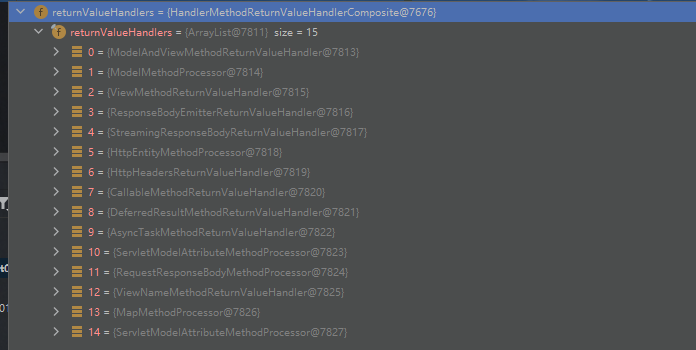 returnValueHandlers = {HandlerMethodReturnValueHandlerComposite@7676}
returnValueHandlers = {ArrayList@7811} size = 15
0 = {ModelAndViewMethodReturnValueHandler@7813}
1 = {ModelMethodProcessor@7814}
2 = {ViewMethodReturnValueHandler@7815}
3 = {ResponseBodyEmitterReturnValueHandler@7816}
4 = {StreamingResponseBodyReturnValueHandler@7817}
5 = {HttpEntityMethodProcessor@7818}
6 = {HttpHeadersReturnValueHandler@7819}
7 = {CallableMethodReturnValueHandler@7820}
8 = {DeferredResultMethodReturnValueHandler@7821}
9 = {AsyncTaskMethodReturnValueHandler@7822}
10 = {ServletModelAttributeMethodProcessor@7823}
11 = {RequestResponseBodyMethodProcessor@7824}
12 = {ViewNameMethodReturnValueHandler@7825}
13 = {MapMethodProcessor@7826}
14 = {ServletModelAttributeMethodProcessor@7827}